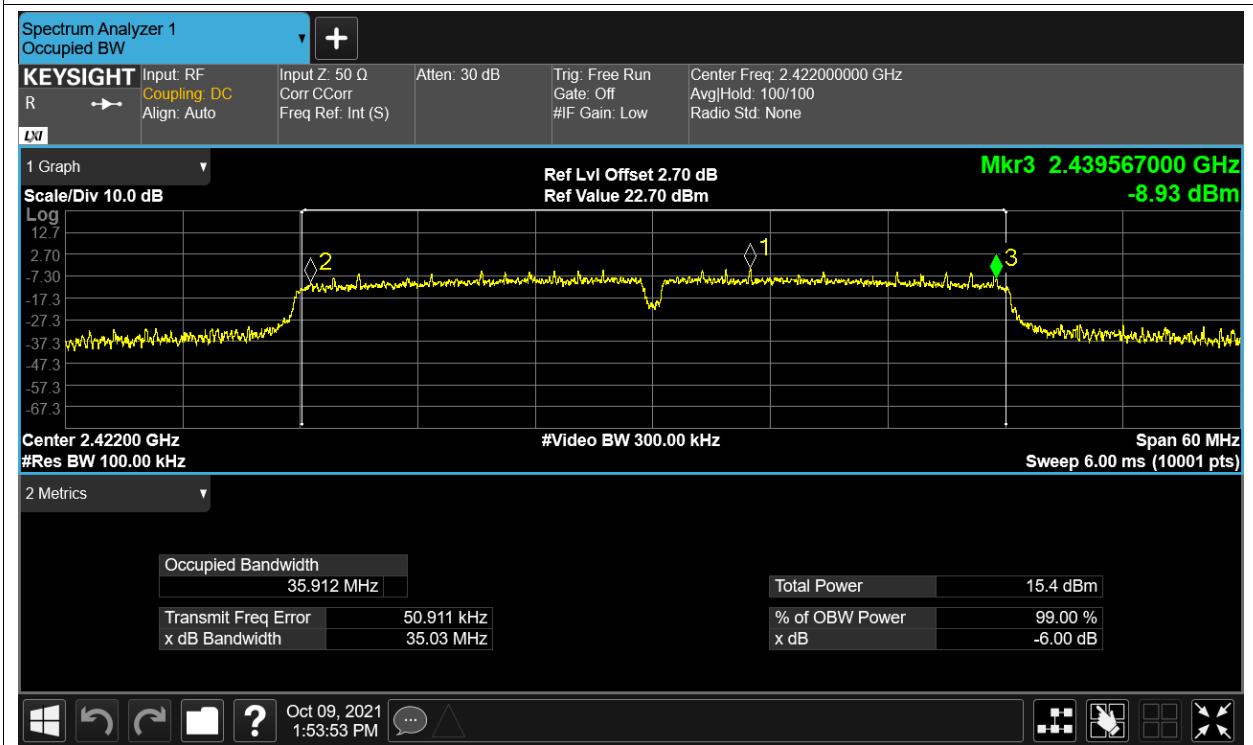 Spectrum Analyzer 1
Occupied BW
KEYSIGHT
R
LXI
Input: RF
Coupling: DC
Align: Auto
Input Z: 50 Ω
Corr CCorr
Freq Ref: Int (S)
Atten: 30 dB
Trig: Free Run
Gate: Off
#IF Gain: Low
Center Freq: 2.422000000 GHz
Avg|Hold: 100/100
Radio Std: None
1 Graph
Scale/Div 10.0 dB
Ref Lvl Offset 2.70 dB
Ref Value 22.70 dBm
Mkr3 2.439567000 GHz
-8.93 dBm
Log
12.7
2.70
-7.30
-17.3
-27.3
-37.3
-47.3
-57.3
-67.3
2
1
3
Center 2.42200 GHz
#Video BW 300.00 kHz
Span 60 MHz
#Res BW 100.00 kHz
Sweep 6.00 ms (10001 pts)
2 Metrics
Occupied Bandwidth
35.912 MHz
Transmit Freq Error 50.911 kHz
x dB Bandwidth 35.03 MHz
Total Power 15.4 dBm
% of OBW Power 99.00 %
x dB -6.00 dB
?
Oct 09, 2021
1:53:53 PM